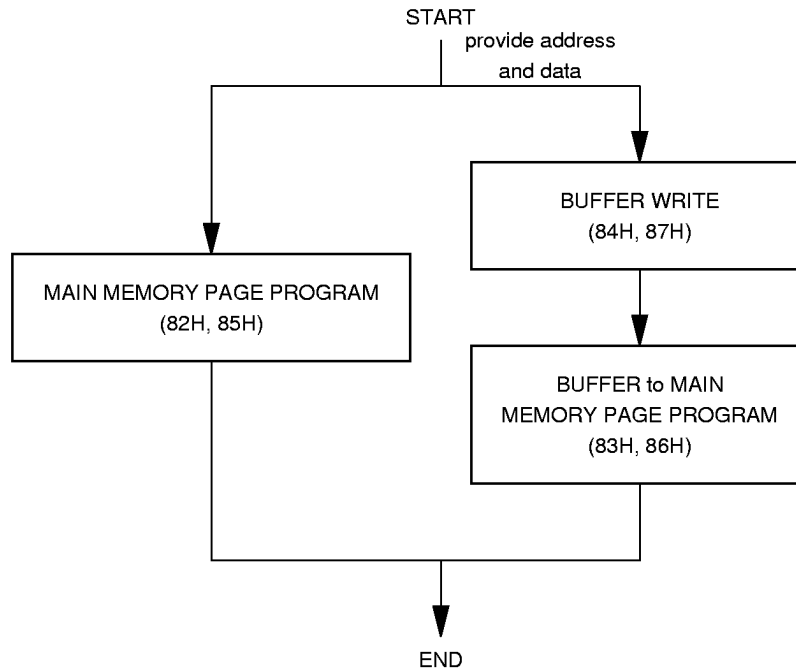 START
provide address
and data
BUFFER WRITE
(84H, 87H)
MAIN MEMORY PAGE PROGRAM
(82H, 85H)
BUFFER to MAIN
MEMORY PAGE PROGRAM
(83H, 86H)
END